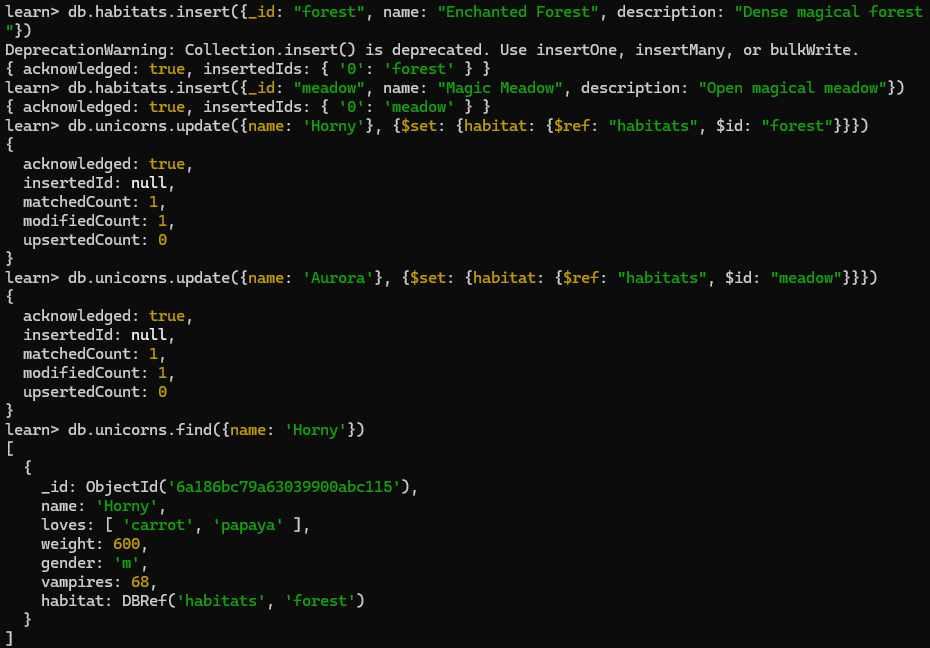 learn> db.habitats.insert({_id: "forest", name: "Enchanted Forest", description: "Dense magical forest
"})
DeprecationWarning: Collection.insert() is deprecated. Use insertOne, insertMany, or bulkWrite.
{ acknowledged: true, insertedIds: { '0': 'forest' } }
learn> db.habitats.insert({_id: "meadow", name: "Magic Meadow", description: "Open magical meadow"})
{ acknowledged: true, insertedIds: { '0': 'meadow' } }
learn> db.unicorns.update({name: 'Horny'}, {$set: {habitat: {$ref: "habitats", $id: "forest"}}})
{
  acknowledged: true,
  insertedId: null,
  matchedCount: 1,
  modifiedCount: 1,
  upsertedCount: 0
}
learn> db.unicorns.update({name: 'Aurora'}, {$set: {habitat: {$ref: "habitats", $id: "meadow"}}})
{
  acknowledged: true,
  insertedId: null,
  matchedCount: 1,
  modifiedCount: 1,
  upsertedCount: 0
}
learn> db.unicorns.find({name: 'Horny'})
[
  {
    _id: ObjectId('6a186bc79a63039900abc115'),
    name: 'Horny',
    loves: [ 'carrot', 'papaya' ],
    weight: 600,
    gender: 'm',
    vampires: 68,
    habitat: DBRef('habitats', 'forest')
  }
]